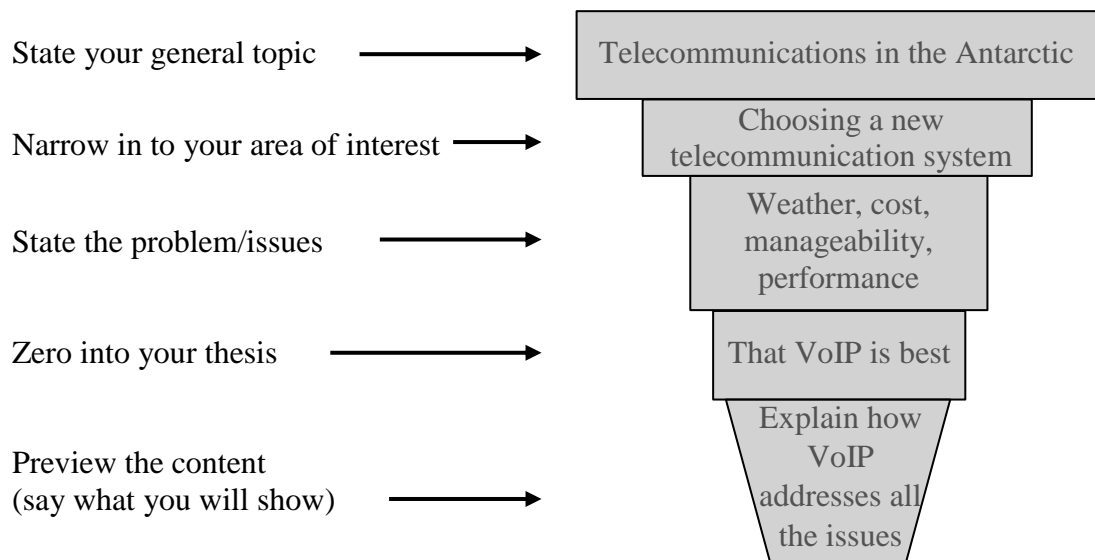 State your general topic
Telecommunications in the Antarctic
Narrow in to your area of interest
Choosing a new
telecommunication system
State the problem/issues
Weather, cost,
manageability,
performance
Zero into your thesis
That VoIP is best
Preview the content
(say what you will show)
Explain how
VoIP
addresses all
the issues